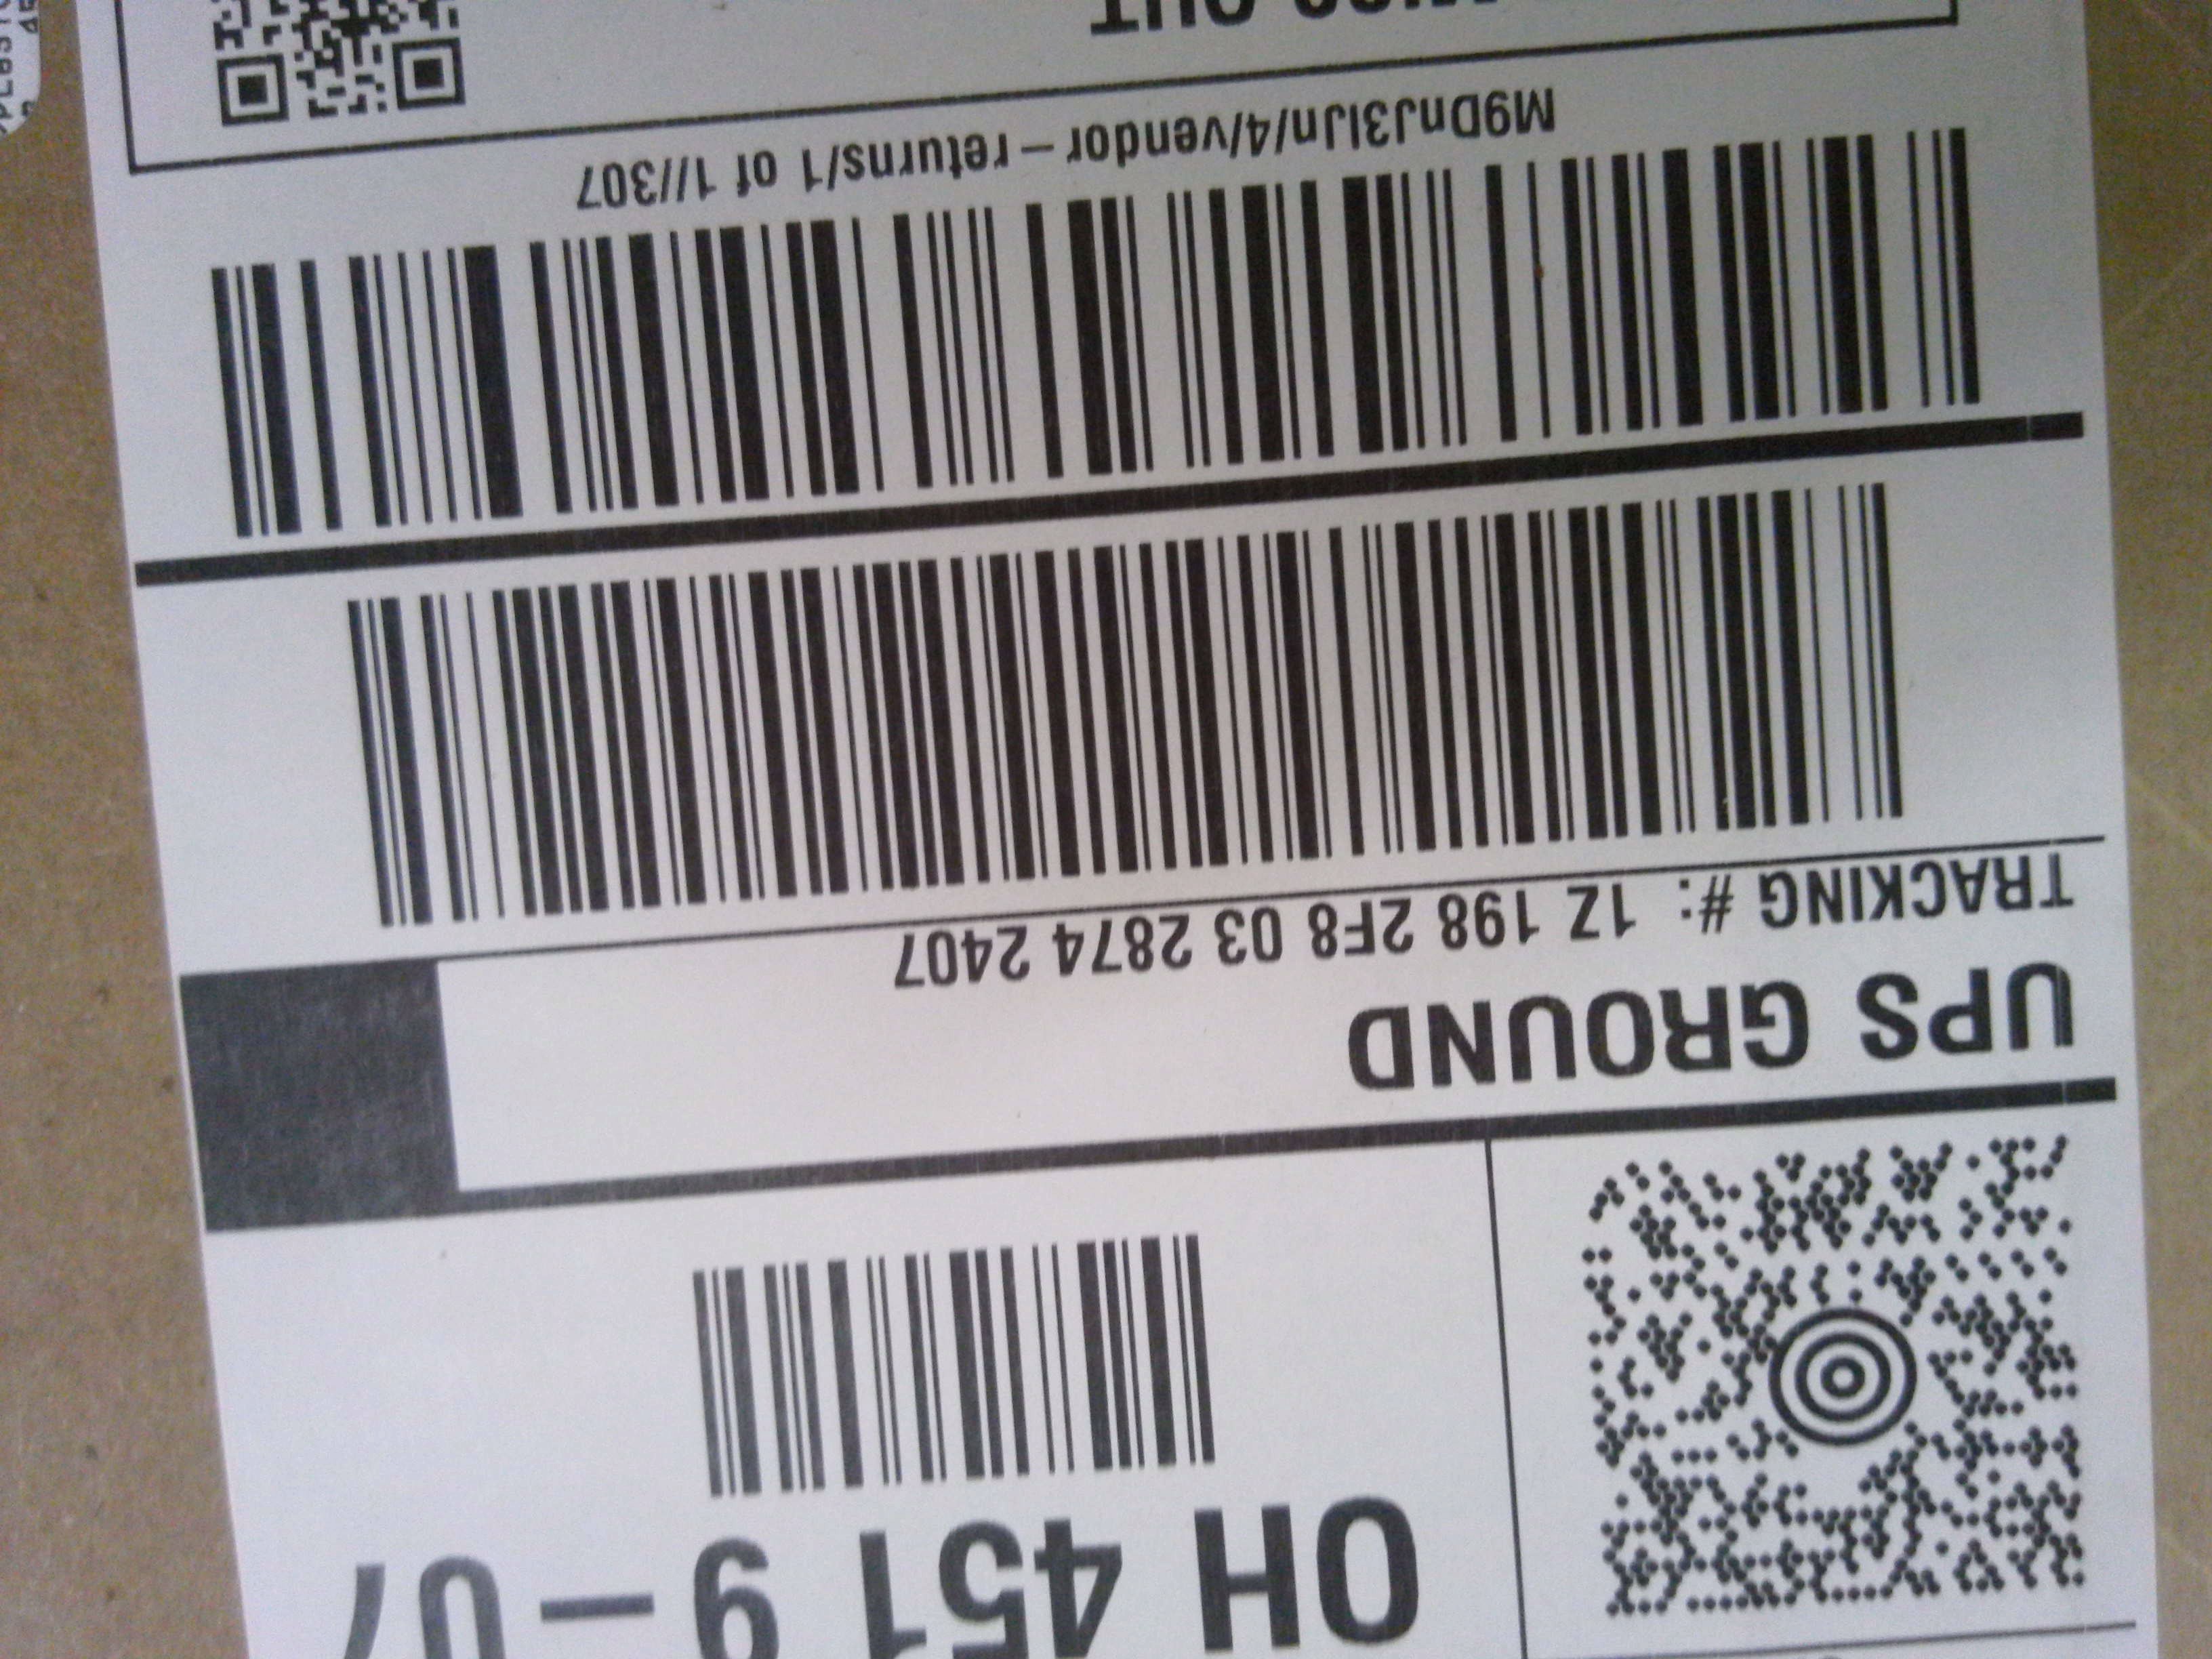 OH 451 9-07
UPS GROUND
TRACKING #: 1Z 198 2F8 03 2874 2407
M9DnJ3lJn/4/vendor-returns/1 of 1//307
OUT